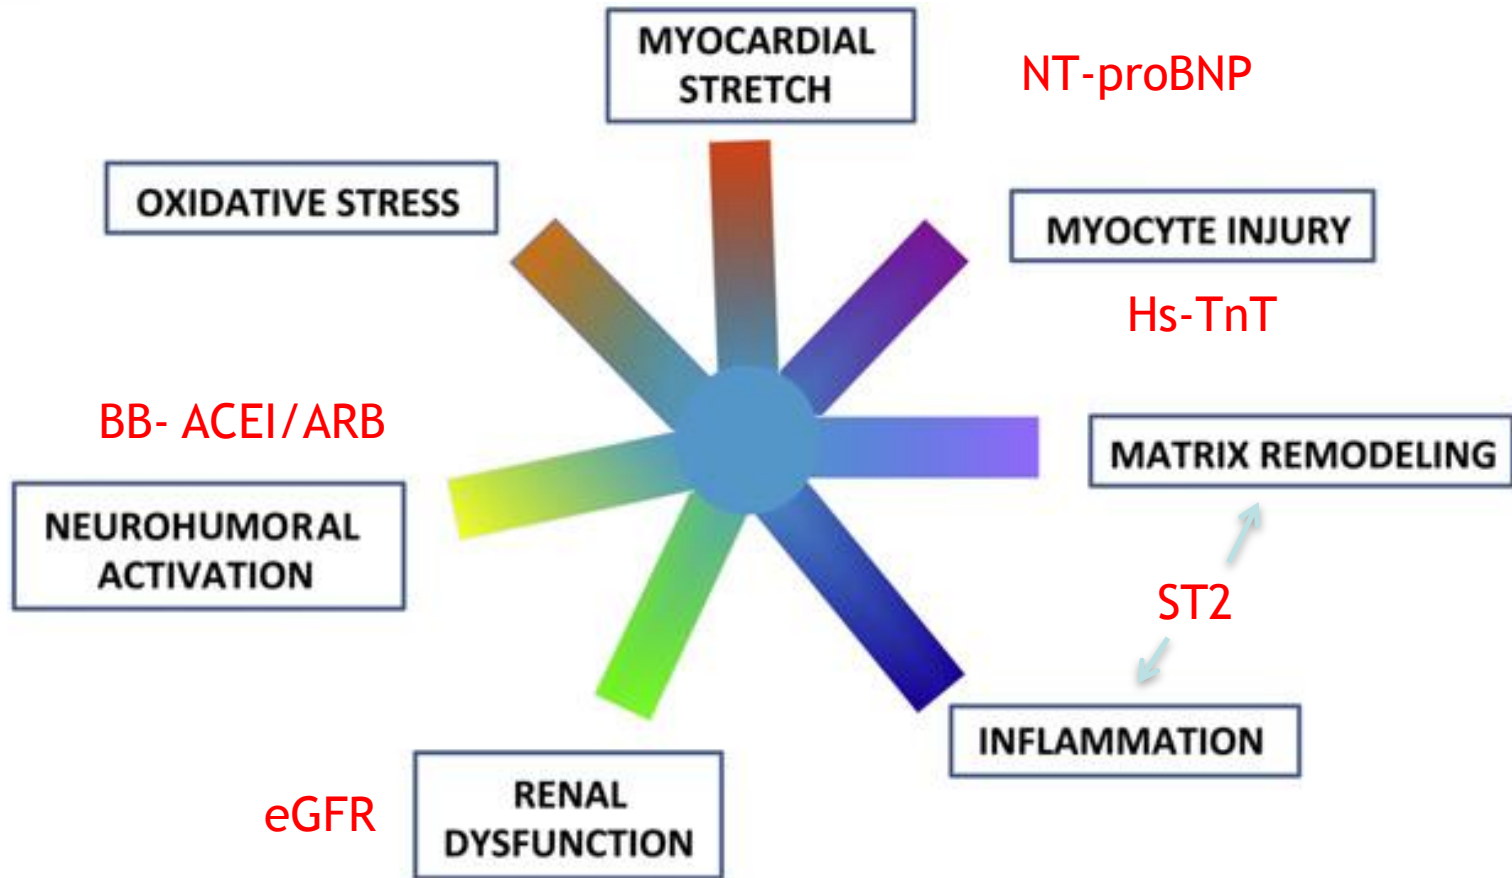 MYOCARDIAL
STRETCH
NT-proBNP
OXIDATIVE STRESS
MYOCYTE INJURY
Hs-TnT
BB- ACEI/ARB
MATRIX REMODELING
NEUROHUMORAL
ACTIVATION
ST2
INFLAMMATION
eGFR
RENAL
DYSFUNCTION